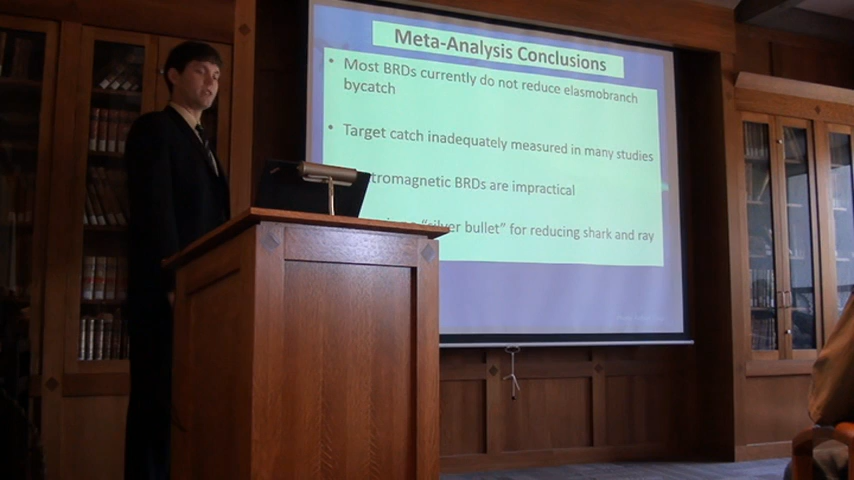 Meta-Analysis Conclusions
• Most BRDs currently do not reduce elasmobranch
bycatch
• Target catch inadequately measured in many studies
tromagnetic BRDs are impractical
"silver bullet" for reducing shark and ray